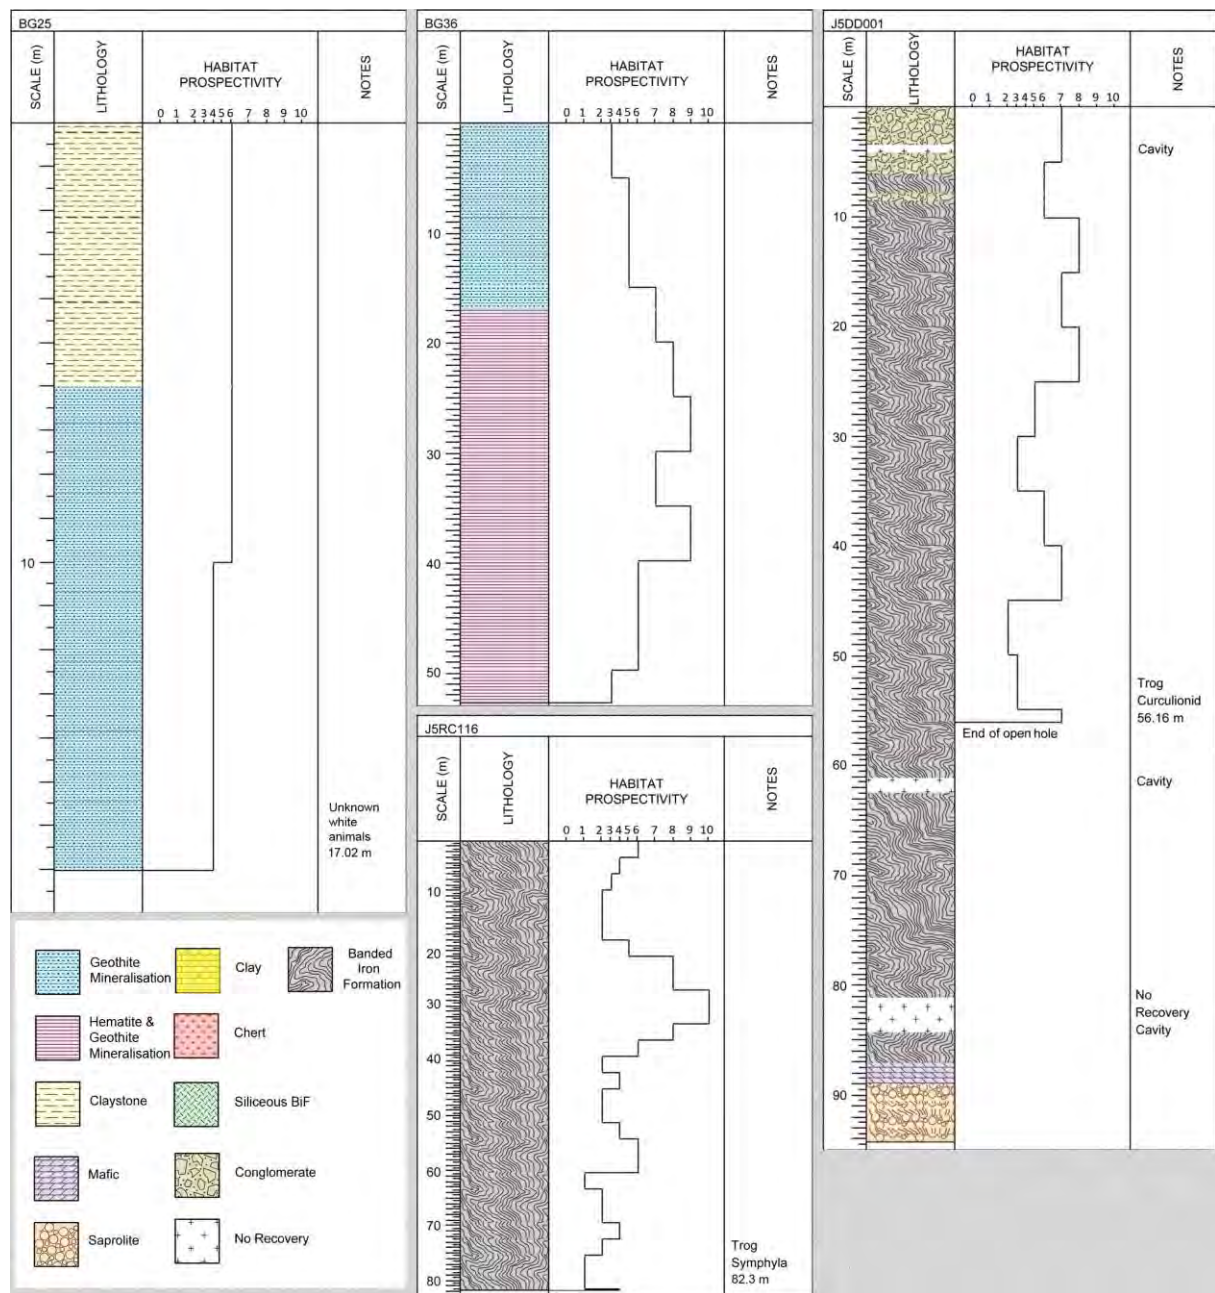 BG25
SCALE (m)
LITHOLOGY
HABITAT
PROSPECTIVITY
NOTES
0 1 2 3 4 5 6 7 8 9 10
10
Unknown
white
animals
17.02 m
BG36
SCALE (m)
LITHOLOGY
HABITAT
PROSPECTIVITY
NOTES
0 1 2 3 4 5 6 7 8 9 10
10
20
30
40
50
J5RC116
SCALE (m)
LITHOLOGY
HABITAT
PROSPECTIVITY
NOTES
0 1 2 3 4 5 6 7 8 9 10
10
20
30
40
50
60
70
80
Trog
Symphyla
82.3 m
J5DD001
SCALE (m)
LITHOLOGY
HABITAT
PROSPECTIVITY
NOTES
0 1 2 3 4 5 6 7 8 9 10
Cavity
10
20
30
40
50
Trog
Curculionid
56.16 m
End of open hole
60
Cavity
70
80
No
Recovery
Cavity
90
Geothite
Mineralisation
Clay
Banded
Iron
Formation
Hematite &
Geothite
Mineralisation
Chert
Claystone
Siliceous BiF
Mafic
Conglomerate
Saprolite
No Recovery